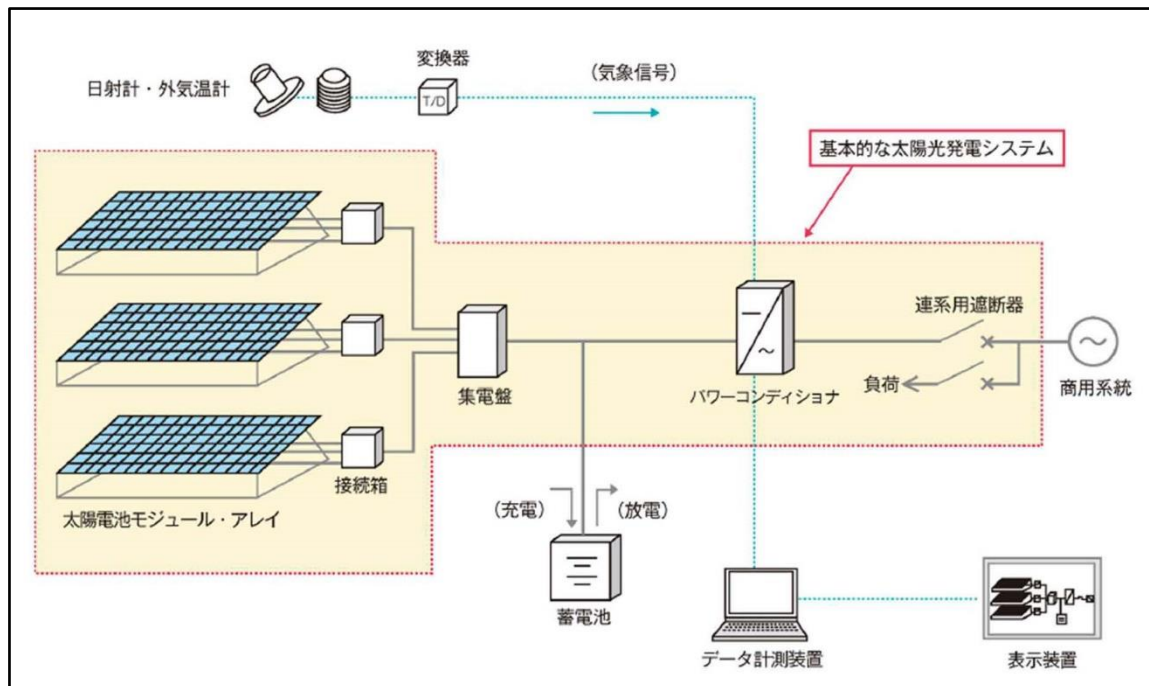 変換器
(気象信号)
日射計・外気温計
T/D
基本的な太陽光発電システム
連系用遮断器
集電盤
パワーコンディショナ
負荷
商用系統
接続箱
太陽電池モジュール・アレイ
(充電)
(放電)
蓄電池
データ計測装置
表示装置